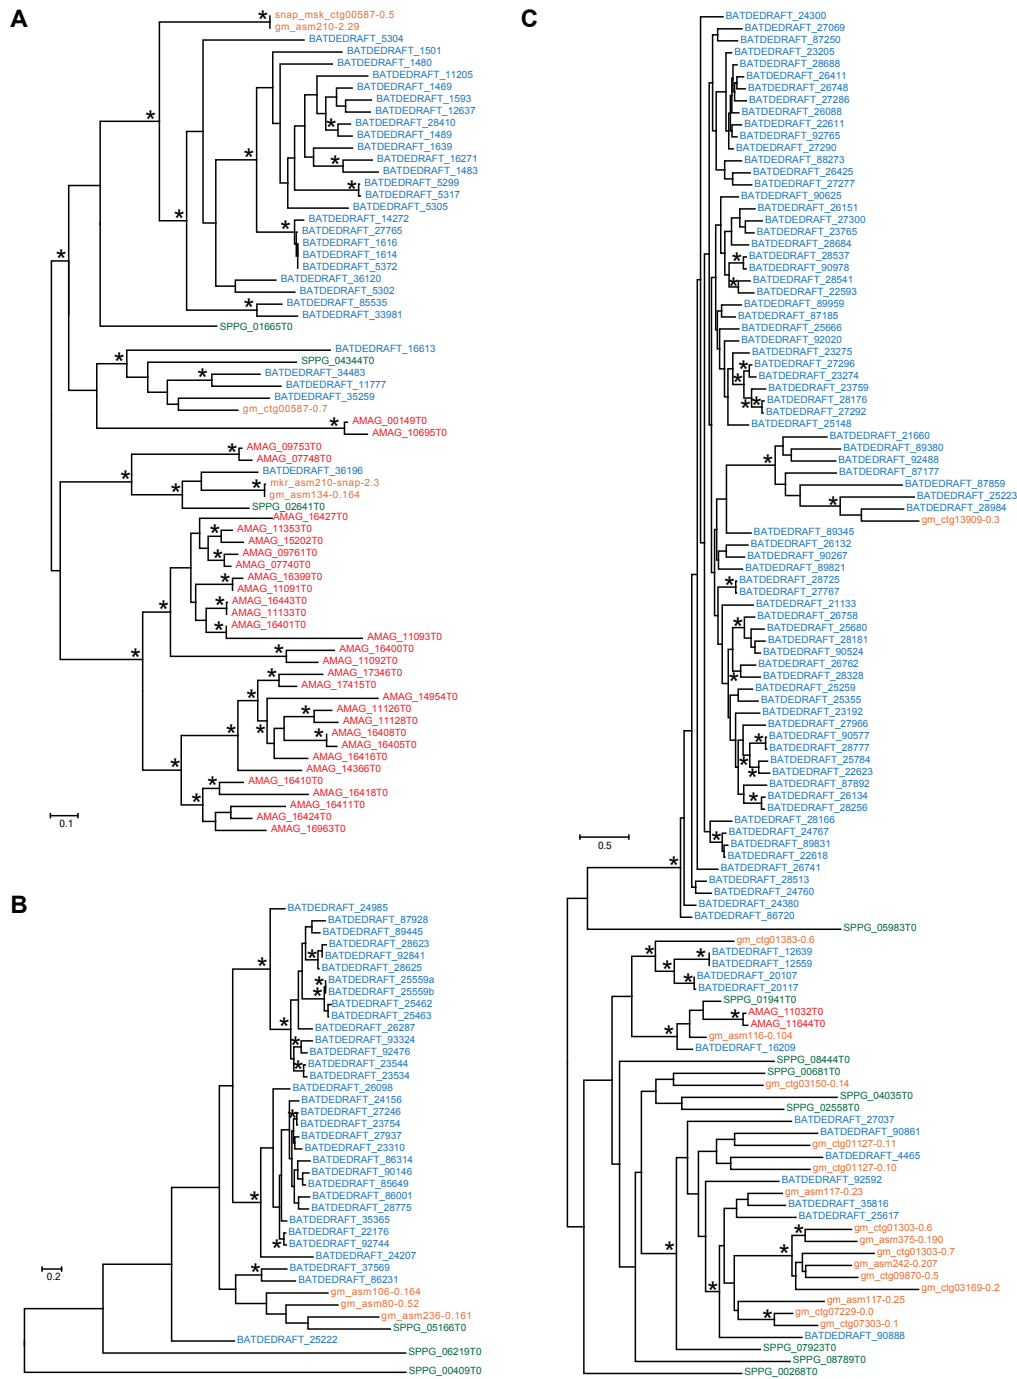 A
snap_msk_ctg00587-0.5
gm_asm210-2.29
BATDEDRAFT_5304
BATDEDRAFT_1501
BATDEDRAFT_1480
BATDEDRAFT_11205
BATDEDRAFT_1469
BATDEDRAFT_1593
BATDEDRAFT_12637
BATDEDRAFT_28410
BATDEDRAFT_1489
BATDEDRAFT_1639
BATDEDRAFT_16271
BATDEDRAFT_1483
BATDEDRAFT_5299
BATDEDRAFT_5317
BATDEDRAFT_5305
BATDEDRAFT_14272
BATDEDRAFT_27765
BATDEDRAFT_1616
BATDEDRAFT_1614
BATDEDRAFT_5372
BATDEDRAFT_36120
BATDEDRAFT_5302
BATDEDRAFT_85535
BATDEDRAFT_33981
SPPG_01665T0
BATDEDRAFT_16613
SPPG_04344T0
BATDEDRAFT_34483
BATDEDRAFT_11777
BATDEDRAFT_35259
gm_ctg00587-0.7
AMAG_00149T0
AMAG_10695T0
AMAG_09753T0
AMAG_07748T0
BATDEDRAFT_36196
mkr_asm210-snap-2.3
gm_asm134-0.164
SPPG_02641T0
AMAG_16427T0
AMAG_11353T0
AMAG_15202T0
AMAG_09761T0
AMAG_07740T0
AMAG_16399T0
AMAG_11091T0
AMAG_16443T0
AMAG_11133T0
AMAG_16401T0
AMAG_11093T0
AMAG_16400T0
AMAG_11092T0
AMAG_17346T0
AMAG_17415T0
AMAG_14954T0
AMAG_11126T0
AMAG_11128T0
AMAG_16408T0
AMAG_16405T0
AMAG_16416T0
AMAG_14366T0
AMAG_16410T0
AMAG_16418T0
AMAG_16411T0
AMAG_16424T0
AMAG_16963T0
0.1
B
BATDEDRAFT_24985
BATDEDRAFT_87928
BATDEDRAFT_89445
BATDEDRAFT_28623
BATDEDRAFT_92841
BATDEDRAFT_28625
BATDEDRAFT_25559a
BATDEDRAFT_25559b
BATDEDRAFT_25462
BATDEDRAFT_25463
BATDEDRAFT_26287
BATDEDRAFT_93324
BATDEDRAFT_92476
BATDEDRAFT_23544
BATDEDRAFT_23534
BATDEDRAFT_26098
BATDEDRAFT_24156
BATDEDRAFT_27246
BATDEDRAFT_23754
BATDEDRAFT_27937
BATDEDRAFT_23310
BATDEDRAFT_86314
BATDEDRAFT_90146
BATDEDRAFT_85649
BATDEDRAFT_86001
BATDEDRAFT_28775
BATDEDRAFT_35365
BATDEDRAFT_22176
BATDEDRAFT_92744
BATDEDRAFT_24207
BATDEDRAFT_37569
BATDEDRAFT_86231
gm_asm106-0.164
gm_asm80-0.52
gm_asm236-0.161
SPPG_05166T0
BATDEDRAFT_25222
SPPG_06219T0
SPPG_00409T0
0.2
C
BATDEDRAFT_24300
BATDEDRAFT_27069
BATDEDRAFT_87250
BATDEDRAFT_23205
BATDEDRAFT_28688
BATDEDRAFT_26411
BATDEDRAFT_26748
BATDEDRAFT_27286
BATDEDRAFT_26088
BATDEDRAFT_22611
BATDEDRAFT_92765
BATDEDRAFT_27290
BATDEDRAFT_88273
BATDEDRAFT_26425
BATDEDRAFT_27277
BATDEDRAFT_90625
BATDEDRAFT_26151
BATDEDRAFT_27300
BATDEDRAFT_23765
BATDEDRAFT_28684
BATDEDRAFT_28537
BATDEDRAFT_90978
BATDEDRAFT_28541
BATDEDRAFT_22593
BATDEDRAFT_89959
BATDEDRAFT_87185
BATDEDRAFT_25666
BATDEDRAFT_92020
BATDEDRAFT_23275
BATDEDRAFT_27296
BATDEDRAFT_23274
BATDEDRAFT_23759
BATDEDRAFT_28176
BATDEDRAFT_27292
BATDEDRAFT_25148
BATDEDRAFT_21660
BATDEDRAFT_89380
BATDEDRAFT_92488
BATDEDRAFT_87177
BATDEDRAFT_87859
BATDEDRAFT_25223
BATDEDRAFT_28984
gm_ctg13909-0.3
BATDEDRAFT_89345
BATDEDRAFT_26132
BATDEDRAFT_90267
BATDEDRAFT_89821
BATDEDRAFT_28725
BATDEDRAFT_27767
BATDEDRAFT_21133
BATDEDRAFT_26758
BATDEDRAFT_25680
BATDEDRAFT_28181
BATDEDRAFT_90524
BATDEDRAFT_26762
BATDEDRAFT_28328
BATDEDRAFT_25259
BATDEDRAFT_25355
BATDEDRAFT_23192
BATDEDRAFT_27966
BATDEDRAFT_90577
BATDEDRAFT_28777
BATDEDRAFT_25784
BATDEDRAFT_22623
BATDEDRAFT_87892
BATDEDRAFT_26134
BATDEDRAFT_28256
BATDEDRAFT_28166
BATDEDRAFT_24767
BATDEDRAFT_89831
BATDEDRAFT_22618
BATDEDRAFT_26741
BATDEDRAFT_28513
BATDEDRAFT_24760
BATDEDRAFT_24380
BATDEDRAFT_86720
SPPG_05983T0
gm_ctg01383-0.6
BATDEDRAFT_12639
BATDEDRAFT_12559
BATDEDRAFT_20107
BATDEDRAFT_20117
SPPG_01941T0
AMAG_11032T0
AMAG_11644T0
gm_asm116-0.104
BATDEDRAFT_16209
SPPG_08444T0
SPPG_00681T0
gm_ctg03150-0.14
SPPG_04035T0
SPPG_02558T0
BATDEDRAFT_27037
BATDEDRAFT_90861
gm_ctg01127-0.11
BATDEDRAFT_4465
gm_ctg01127-0.10
BATDEDRAFT_92592
gm_asm117-0.23
BATDEDRAFT_35816
BATDEDRAFT_25617
gm_ctg01303-0.6
gm_asm375-0.190
gm_ctg01303-0.7
gm_asm242-0.207
gm_ctg09870-0.5
gm_ctg03169-0.2
gm_asm117-0.25
gm_ctg07229-0.0
gm_ctg07303-0.1
BATDEDRAFT_90888
SPPG_07923T0
SPPG_08789T0
SPPG_00268T0
0.5